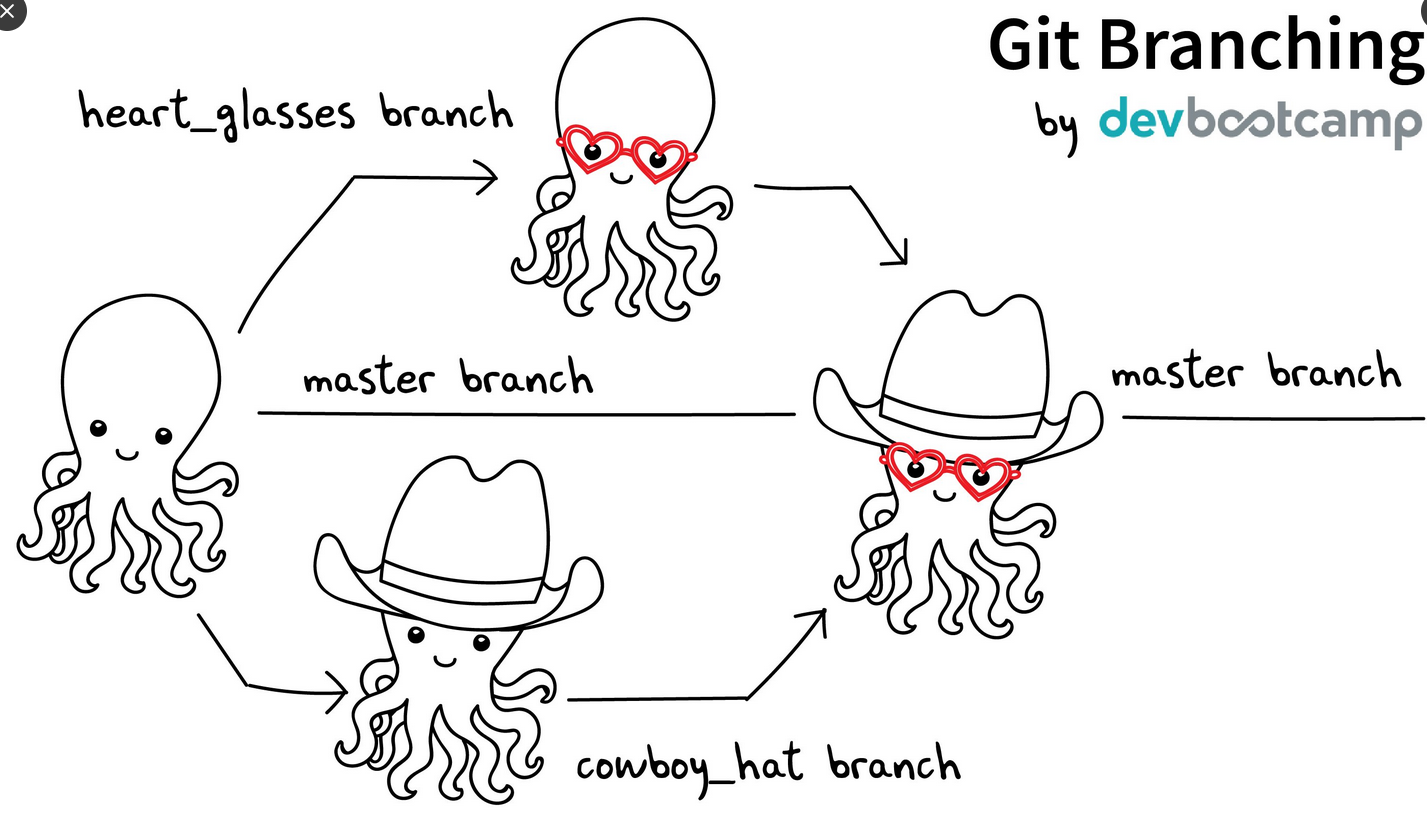 Git Branching
by devbootcamp
heart_glasses branch
master branch
master branch
cowboy_hat branch